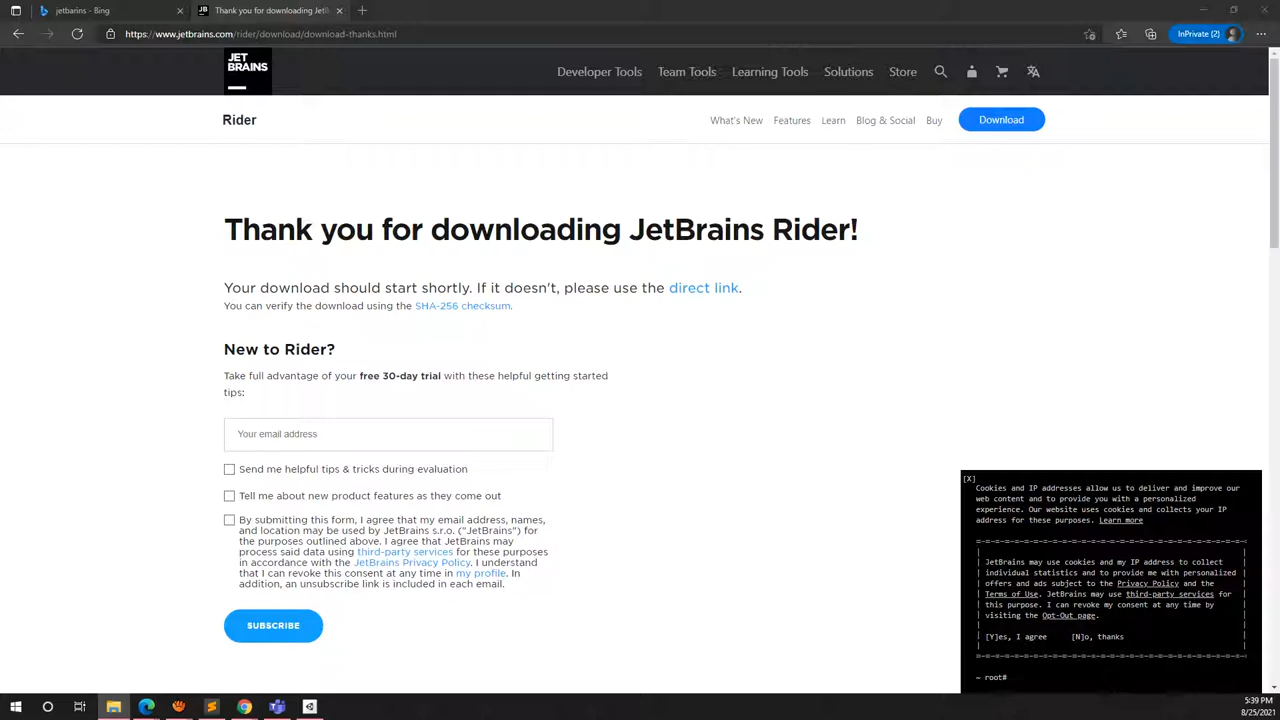 jetbarins - Bing
Thank you for downloading Jet
https://www.jetbrains.com/rider/download/download-thanks.html
InPrivate (2)
JET
BRAINS
Developer Tools
Team Tools
Learning Tools
Solutions
Store
Rider
What's New
Features
Learn
Blog & Social
Buy
Download
Thank you for downloading JetBrains Rider!
Your download should start shortly. If it doesn't, please use the direct link.
You can verify the download using the SHA-256 checksum.
New to Rider?
Take full advantage of your free 30-day trial with these helpful getting started
tips:
Your email address
Send me helpful tips & tricks during evaluation
Tell me about new product features as they come out
By submitting this form, I agree that my email address, names,
and location may be used by JetBrains s.r.o. ("JetBrains") for
the purposes outlined above. I agree that JetBrains may
process said data using third-party services for these purposes
in accordance with the JetBrains Privacy Policy. I understand
that I can revoke this consent at any time in my profile. In
addition, an unsubscribe link is included in each email.
SUBSCRIBE
[X]
Cookies and IP addresses allow us to deliver and improve our
web content and to provide you with a personalized
experience. Our website uses cookies and collects your IP
address for these purposes. Learn more
JetBrains may use cookies and my IP address to collect
individual statistics and to provide me with personalized
offers and ads subject to the Privacy Policy and the
Terms of Use. JetBrains may use third-party services for
this purpose. I can revoke my consent at any time by
visiting the Opt-Out page.
[Y]es, I agree [N]o, thanks
~ root#
5:39 PM
8/25/2021